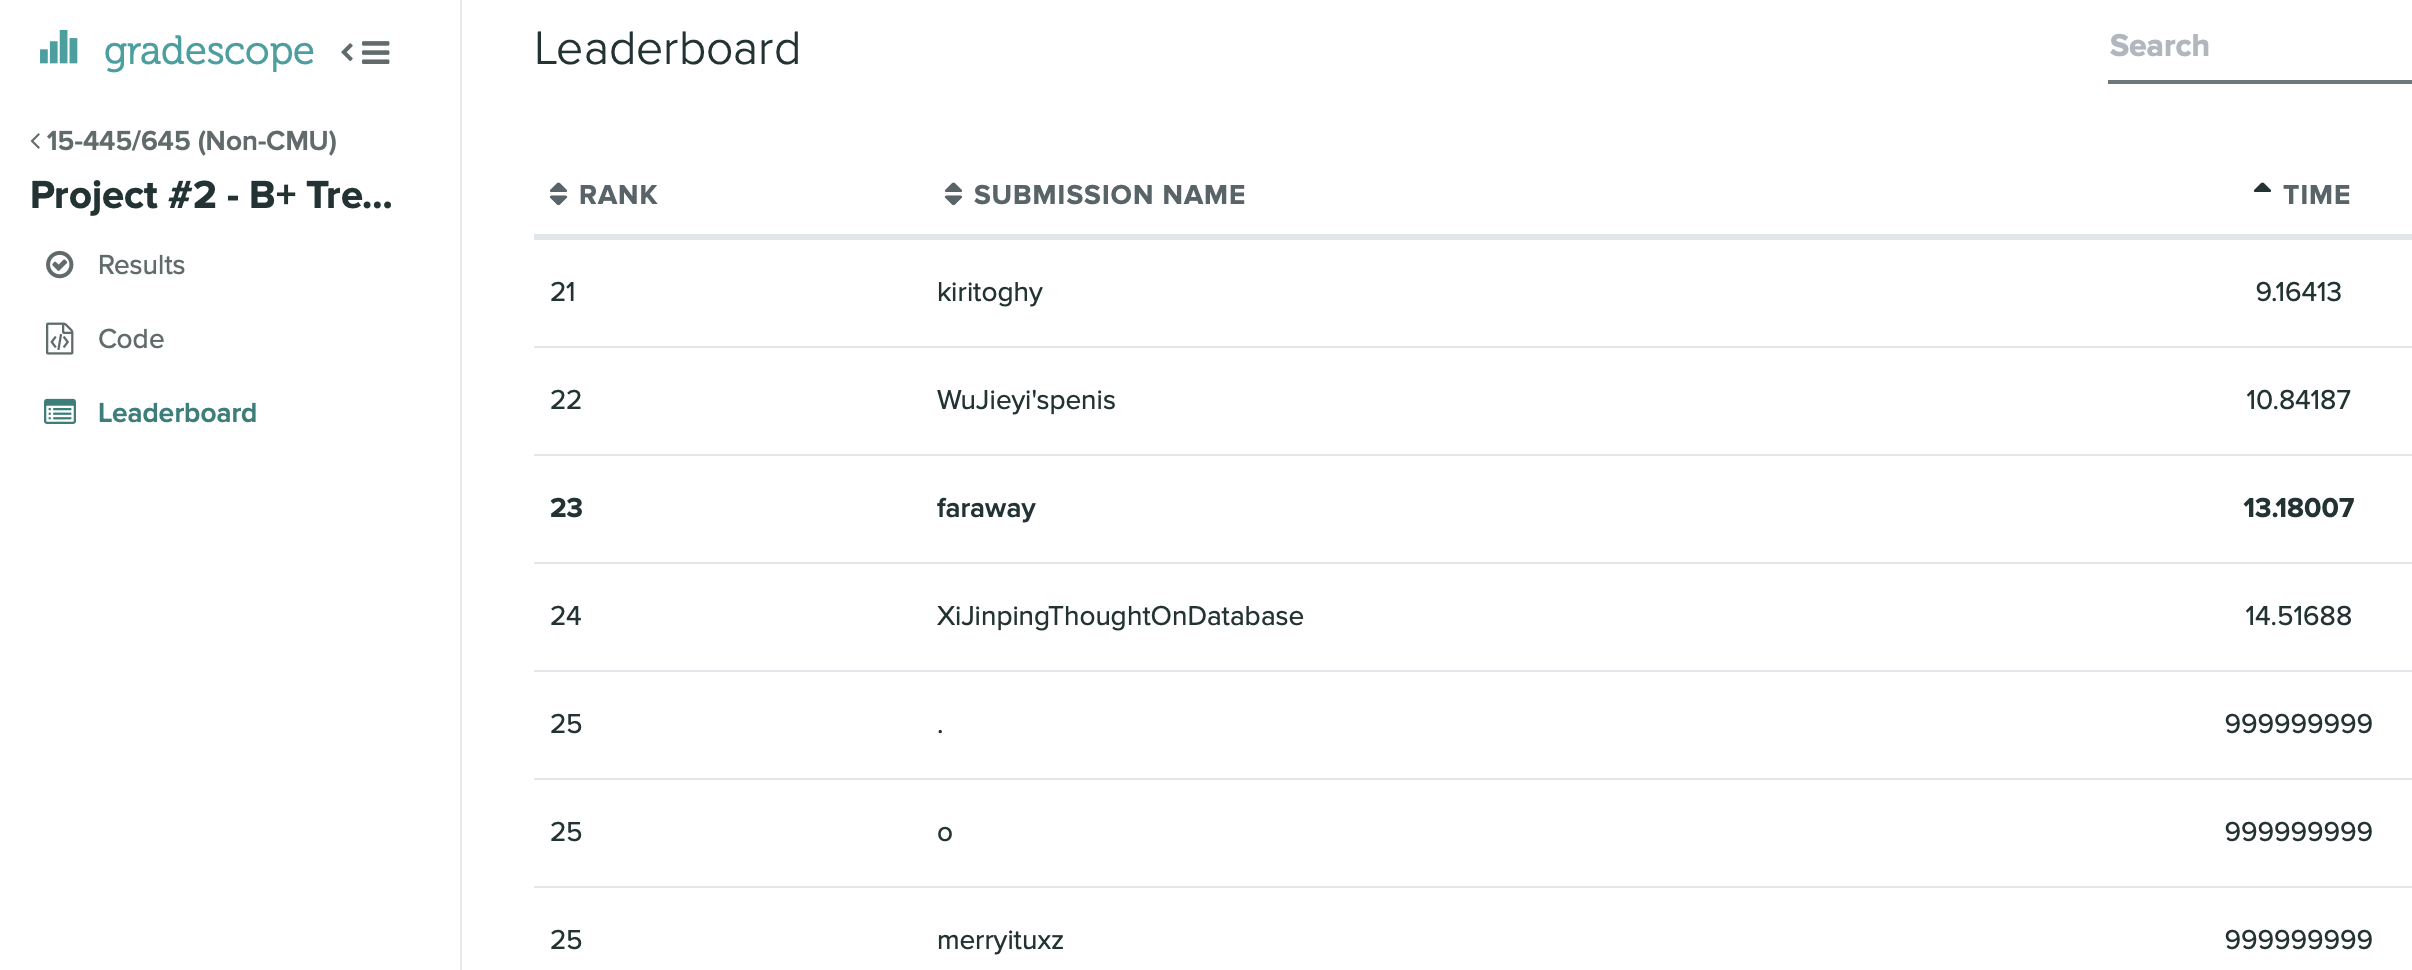 gradescope
< 15-445/645 (Non-CMU)
Project #2 - B+ Tre...
Results
Code
Leaderboard
Leaderboard
Search
RANK SUBMISSION NAME TIME
21 kiritoghy 9.16413
22 WuJieyi'spenis 10.84187
23 faraway 13.18007
24 XiJinpingThoughtOnDatabase 14.51688
25 . 999999999
25 o 999999999
25 merryituxz 999999999